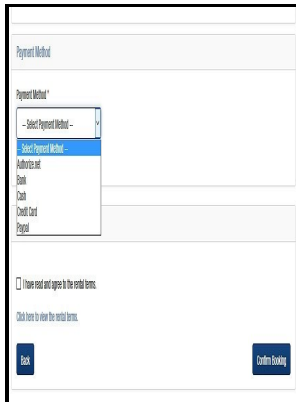 Payment Method
Payment Method *
-- Select Payment Method --
-- Select Payment Method --
Authorize.net
Bank
Cash
Credit Card
Paypal
I have read and agree to the rental terms.
Click here to view the rental terms.
Back
Confirm Booking